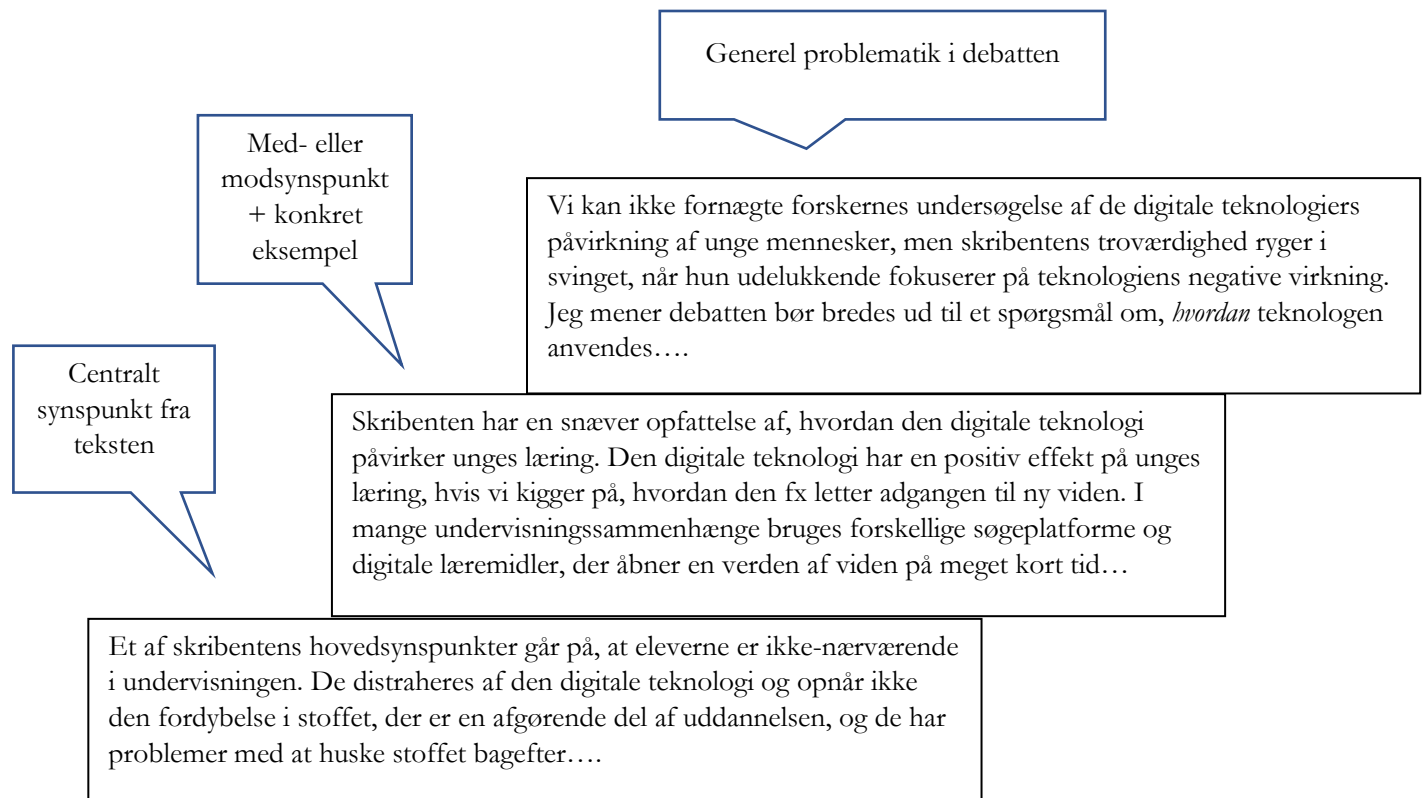 Generel problematik i debatten
Med- eller
modsynspunkt
+ konkret
eksempel
Vi kan ikke fornægte forskernes undersøgelse af de digitale teknologiers
påvirkning af unge mennesker, men skribentens troværdighed ryger i
svinget, når hun udelukkende fokuserer på teknologiens negative virkning.
Jeg mener debatten bør bredes ud til et spørgsmål om, hvordan teknologen
anvendes….
Centralt
synspunkt fra
teksten
Skribenten har en snæver opfattelse af, hvordan den digitale teknologi
påvirker unges læring. Den digitale teknologi har en positiv effekt på unges
læring, hvis vi kigger på, hvordan den fx letter adgangen til ny viden. I
mange undervisningssammenhænge bruges forskellige søgeplatforme og
digitale læremidler, der åbner en verden af viden på meget kort tid…
Et af skribentens hovedsynspunkter går på, at eleverne er ikke-nærværende
i undervisningen. De distraheres af den digitale teknologi og opnår ikke
den fordybelse i stoffet, der er en afgørende del af uddannelsen, og de har
problemer med at huske stoffet bagefter….